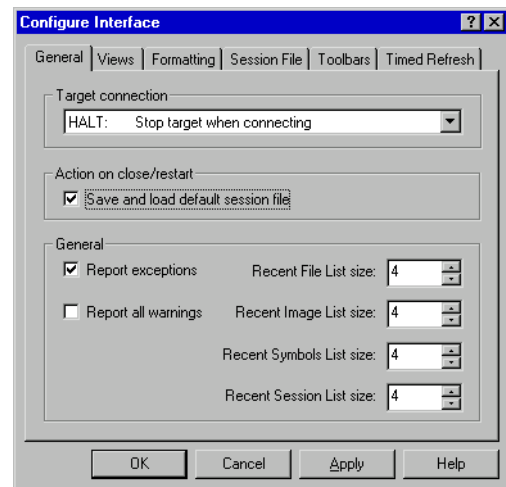 Configure Interface
General Views Formatting Session File Toolbars Timed Refresh
Target connection
HALT: Stop target when connecting
Action on close/restart
Save and load default session file
General
Report exceptions Recent File List size: 4
Report all warnings Recent Image List size: 4
Recent Symbols List size: 4
Recent Session List size: 4
OK Cancel Apply Help